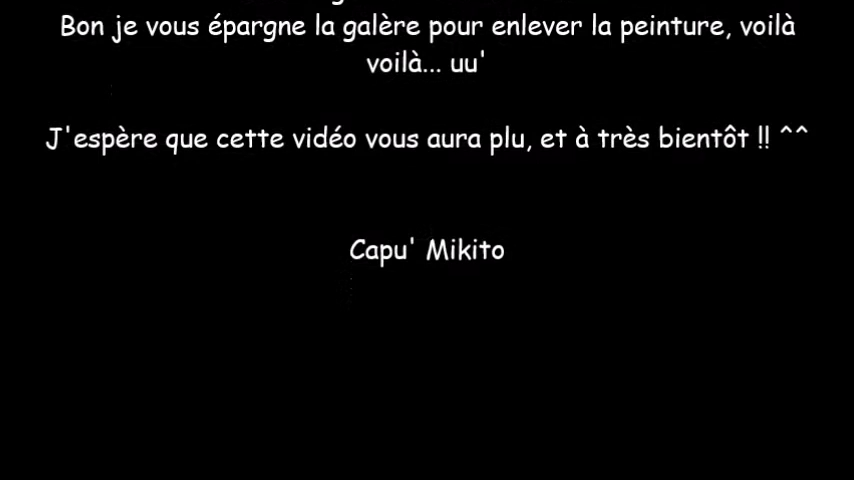 Bon je vous épargne la galère pour enlever la peinture, voilà
voilà... uu'
J'espère que cette vidéo vous aura plu, et à très bientôt !! ^^
Capu' Mikito